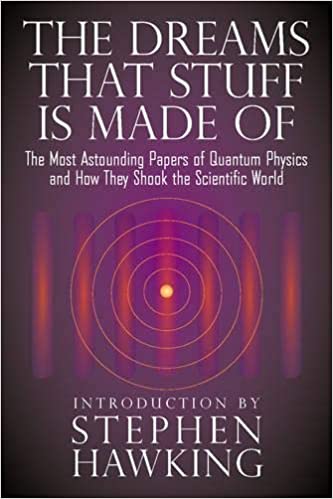 THE DREAMS
THAT STUFF
IS MADE OF
The Most Astounding Papers of Quantum Physics
and How They Shook the Scientific World
INTRODUCTION BY
STEPHEN
HAWKING